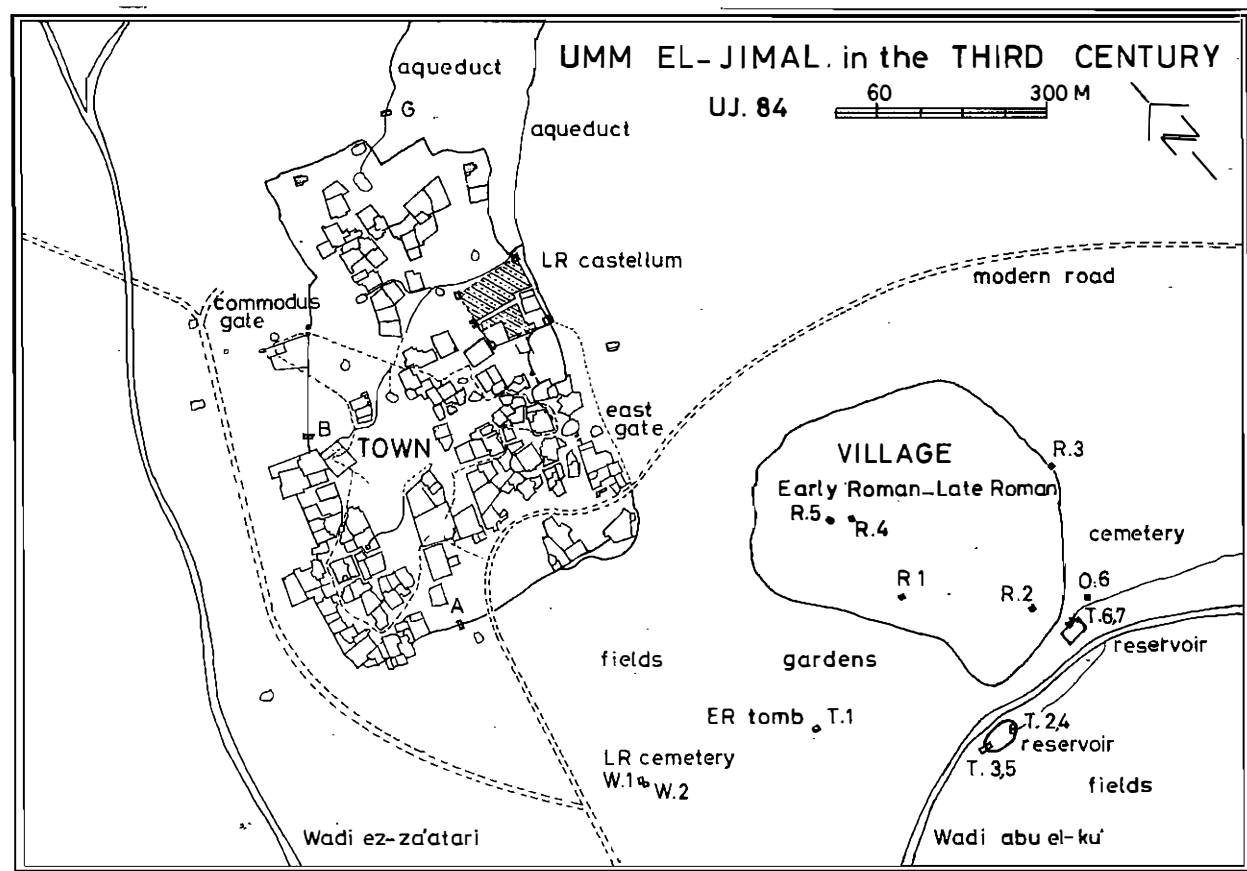 UMM EL-JIMAL. in the THIRD CENTURY
UJ. 84
60 300 M
N
aqueduct
G
aqueduct
LR castellum
modern road
commodus
gate
B
TOWN
east
gate
A
VILLAGE
Early Roman-Late Roman
R.3
R.5
R.4
cemetery
R 1
R.2
O.6
T.6,7
reservoir
fields
gardens
ER tomb
T.1
T. 2,4
reservoir
T. 3,5
LR cemetery
W.1
W.2
fields
Wadi ez-za'atari
Wadi abu el-ku'